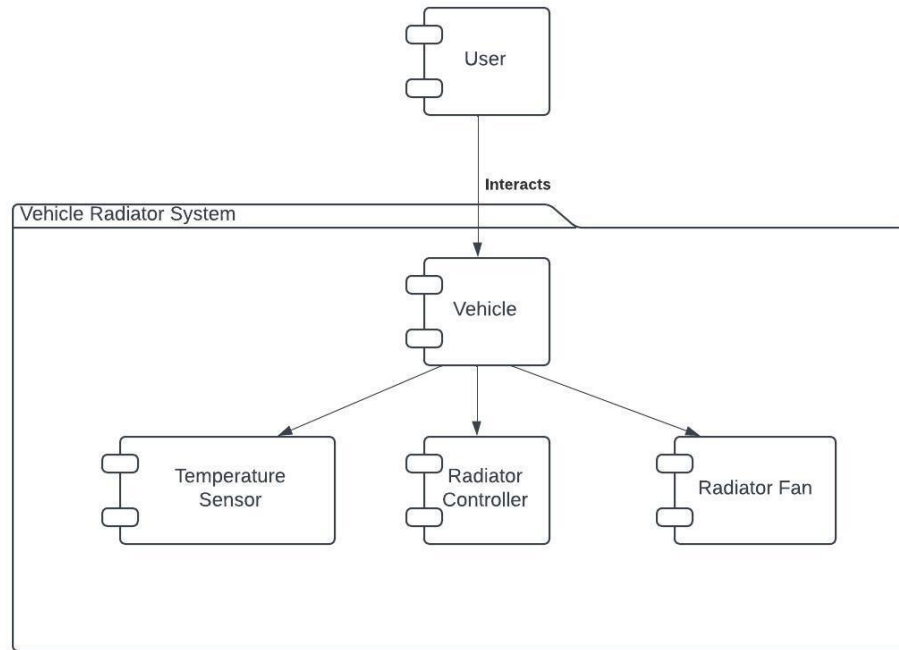 User
Interacts
Vehicle Radiator System
Vehicle
Temperature
Sensor
Radiator
Controller
Radiator Fan